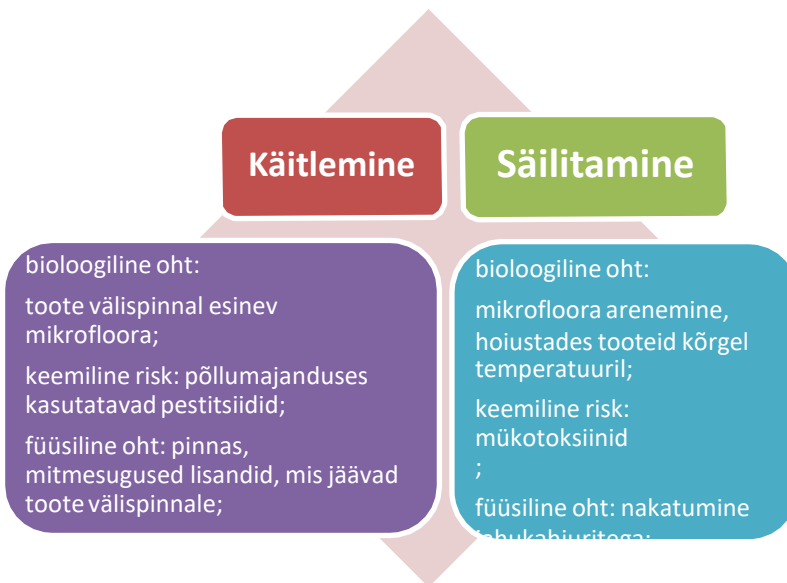 Käitlemine
Säilitamine
bioloogiline oht:
toote välispinnal esinev
mikrofloora;
keemiline risk: põllumajanduses
kasutatavad pestitsiidid;
füüsiline oht: pinnas,
mitmesugused lisandid, mis jäävad
toote välispinnale;
bioloogiline oht:
mikrofloora arenemine,
hoiustades tooteid kõrgel
temperatuuril;
keemiline risk:
mükotoksiinid
;
füüsiline oht: nakatumine